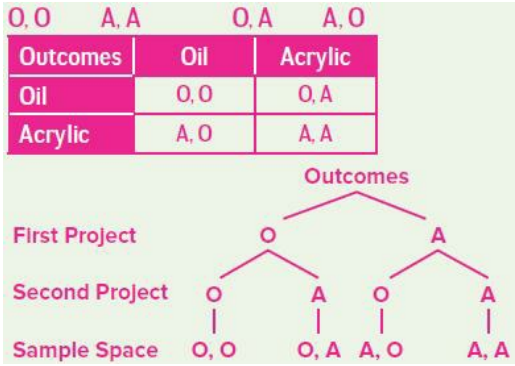 O, O A, A O, A A, O
Outcomes Oil Acrylic
Oil O, O O, A
Acrylic A, O A, A
Outcomes
First Project O A
Second Project O A O A
Sample Space O, O O, A A, O A, A